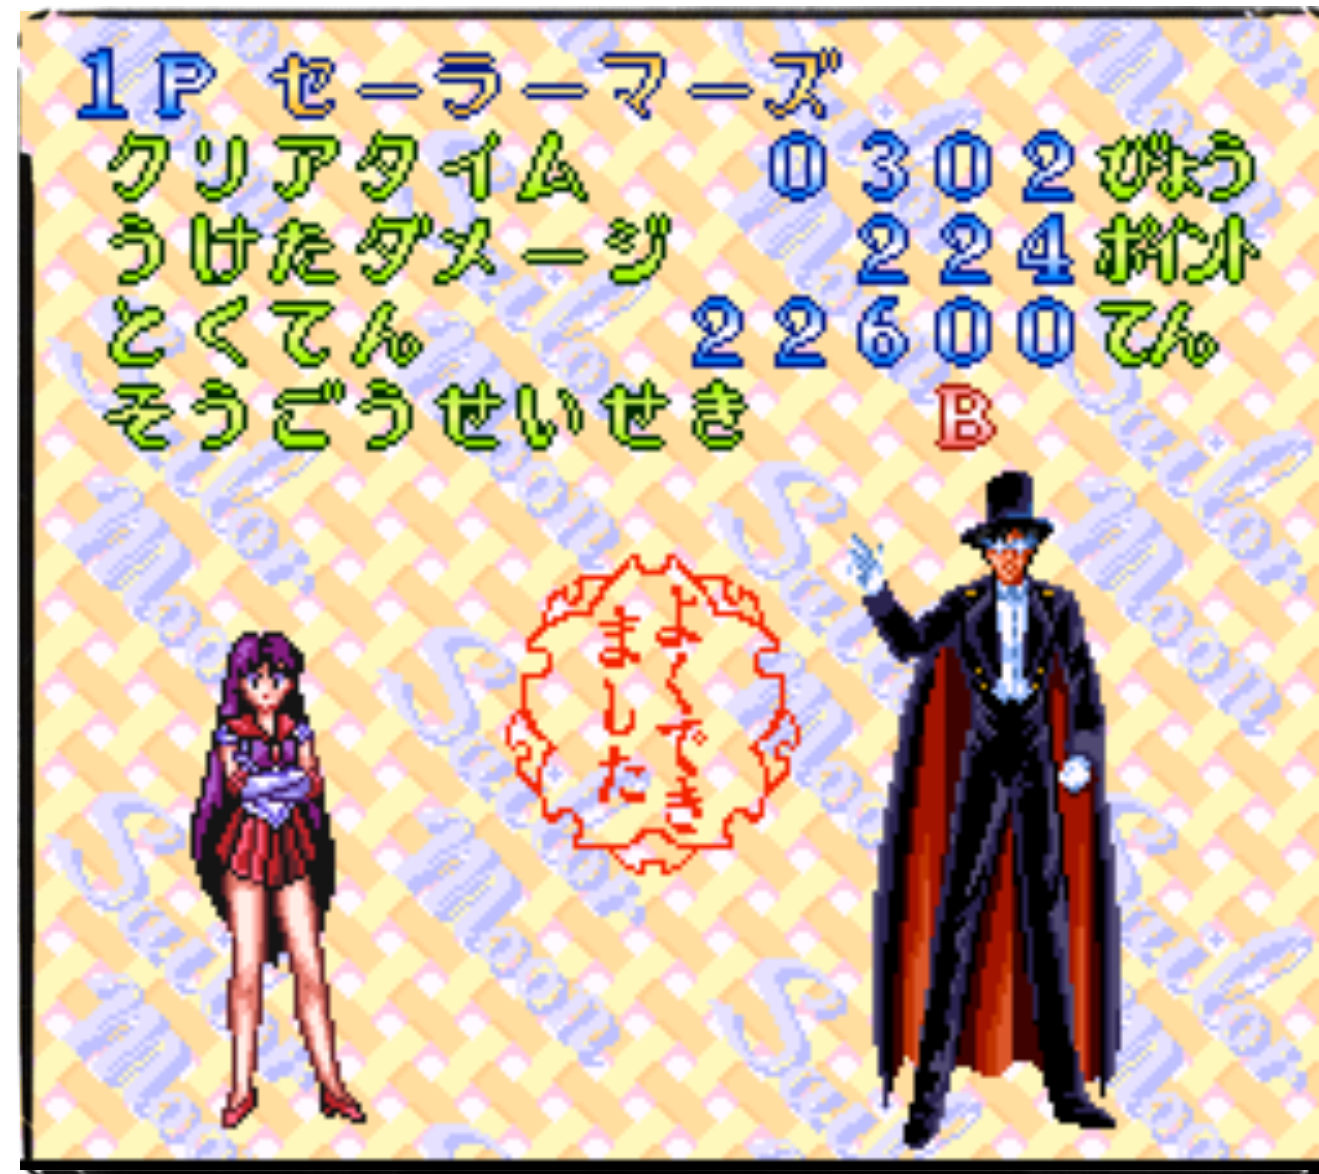 1P セーラーマーズ
クリアタイム 0302びょう
うけたダメージ 224ポイント
とくてん 22600てん
そうごうせいせき B
よくでき
ました
Sailor
Moon